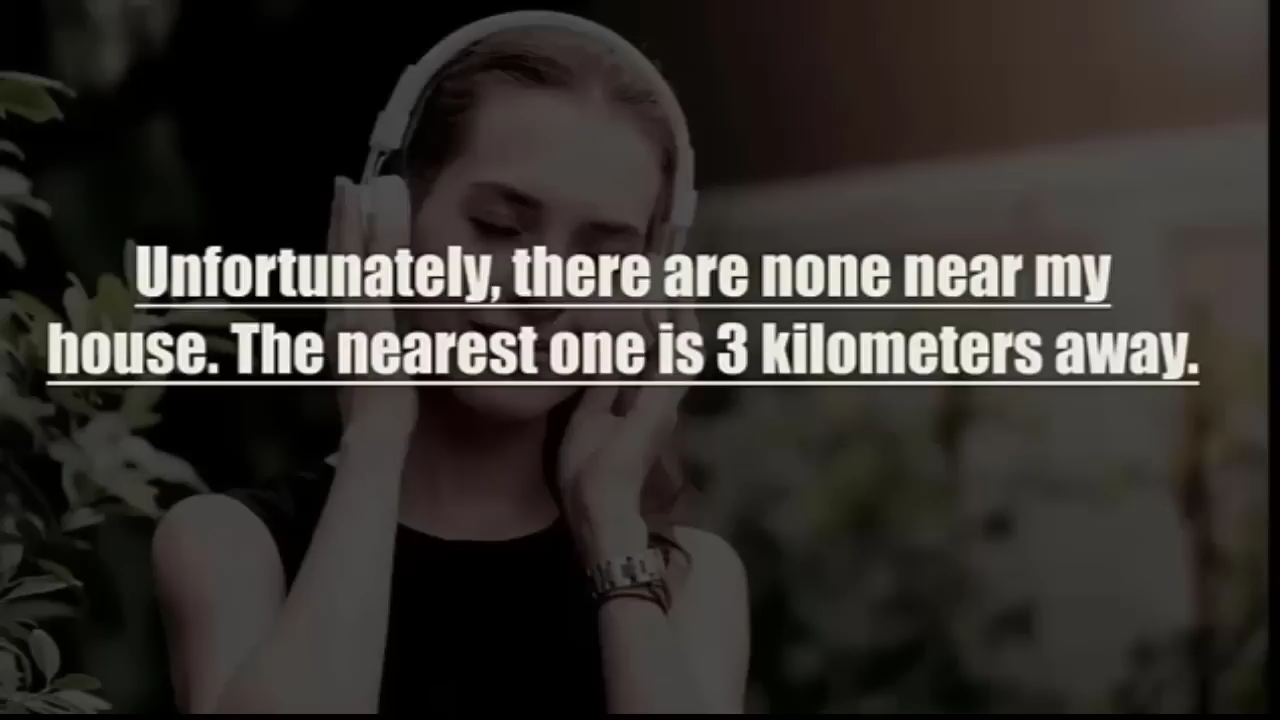 Unfortunately, there are none near my
house. The nearest one is 3 kilometers away.